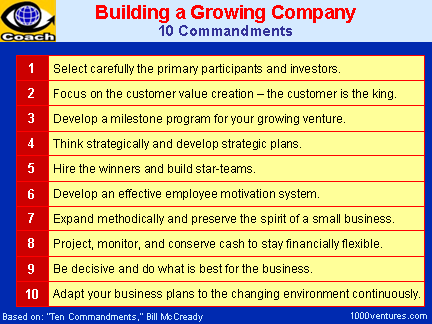 Building a Growing Company
10 Commandments
Coach
1 Select carefully the primary participants and investors.
2 Focus on the customer value creation – the customer is the king.
3 Develop a milestone program for your growing venture.
4 Think strategically and develop strategic plans.
5 Hire the winners and build star-teams.
6 Develop an effective employee motivation system.
7 Expand methodically and preserve the spirit of a small business.
8 Project, monitor, and conserve cash to stay financially flexible.
9 Be decisive and do what is best for the business.
10 Adapt your business plans to the changing environment continuously.
Based on: "Ten Commandments," Bill McCready
1000ventures.com